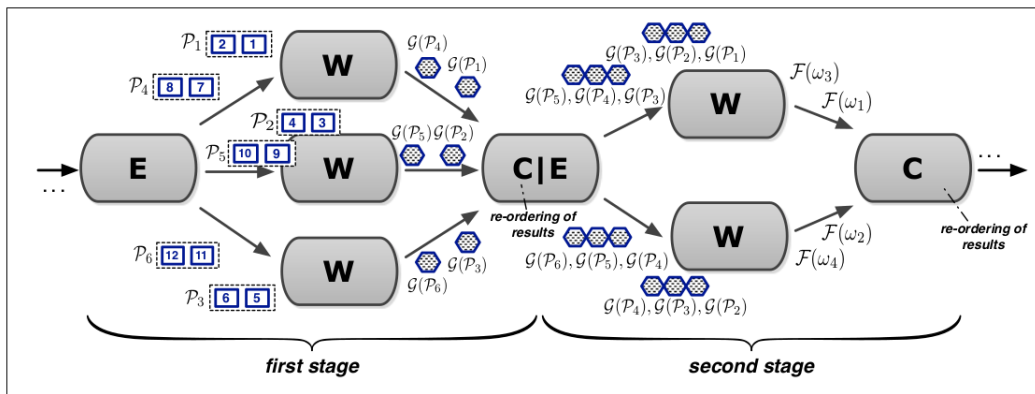 P₁ 2 1
P₄ 8 7
W
G(P₄)
G(P₁)
P₂ 4 3
P₅ 10 9
E
...
W
G(P₅) G(P₂)
P₆ 12 11
P₃ 6 5
W
G(P₃)
G(P₆)
C|E
re-ordering of
results
G(P₃), G(P₂), G(P₁)
G(P₅), G(P₄), G(P₃)
W
F(ω₃)
F(ω₁)
G(P₆), G(P₅), G(P₄)
G(P₄), G(P₃), G(P₂)
W
F(ω₂)
F(ω₄)
C
...
re-ordering of
results
first stage
second stage